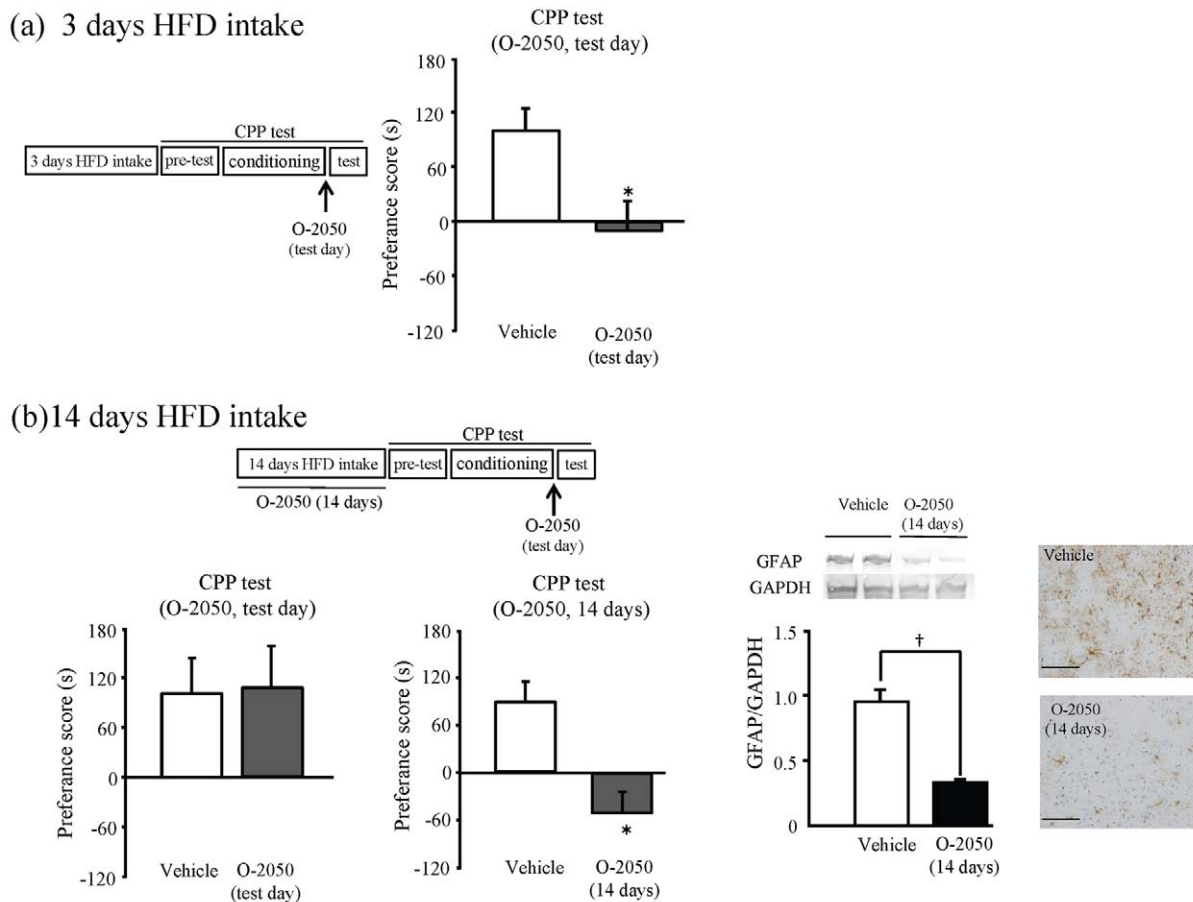 (a) 3 days HFD intake
CPP test
3 days HFD intake pre-test conditioning test
O-2050
(test day)
CPP test
(O-2050, test day)
Preferance score (s)
180
120
60
0
-60
-120
*
Vehicle
O-2050
(test day)
(b)14 days HFD intake
CPP test
14 days HFD intake pre-test conditioning test
O-2050 (14 days)
O-2050
(test day)
CPP test
(O-2050, test day)
Preferance score (s)
180
120
60
0
-60
-120
Vehicle
O-2050
(test day)
CPP test
(O-2050, 14 days)
Preferance score (s)
180
120
60
0
-60
-120
*
Vehicle
O-2050
(14 days)
Vehicle
O-2050
(14 days)
GFAP
GAPDH
GFAP/GAPDH
1.5
1.0
0.5
0
†
Vehicle
O-2050
(14 days)
Vehicle
O-2050
(14 days)